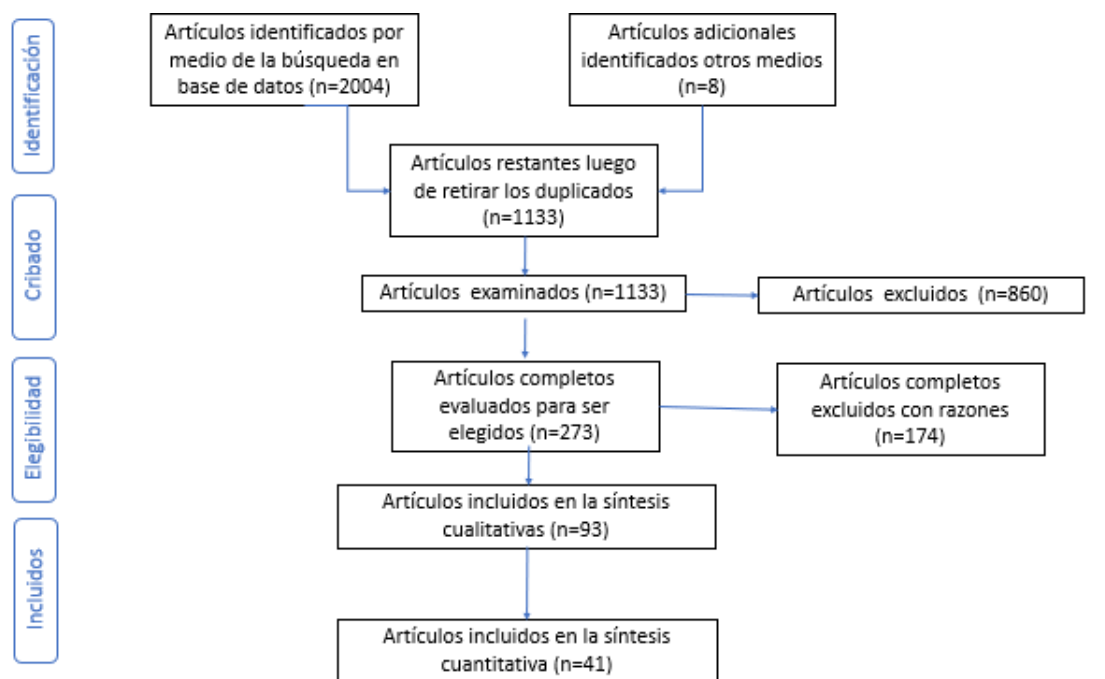 Identificación
Artículos identificados por
medio de la búsqueda en
base de datos (n=2004)
Artículos adicionales
identificados otros medios
(n=8)
Artículos restantes luego
de retirar los duplicados
(n=1133)
Cribado
Artículos examinados (n=1133)
Artículos excluidos (n=860)
Elegibilidad
Artículos completos
evaluados para ser
elegidos (n=273)
Artículos completos
excluidos con razones
(n=174)
Artículos incluidos en la síntesis
cualitativas (n=93)
Incluidos
Artículos incluidos en la síntesis
cuantitativa (n=41)